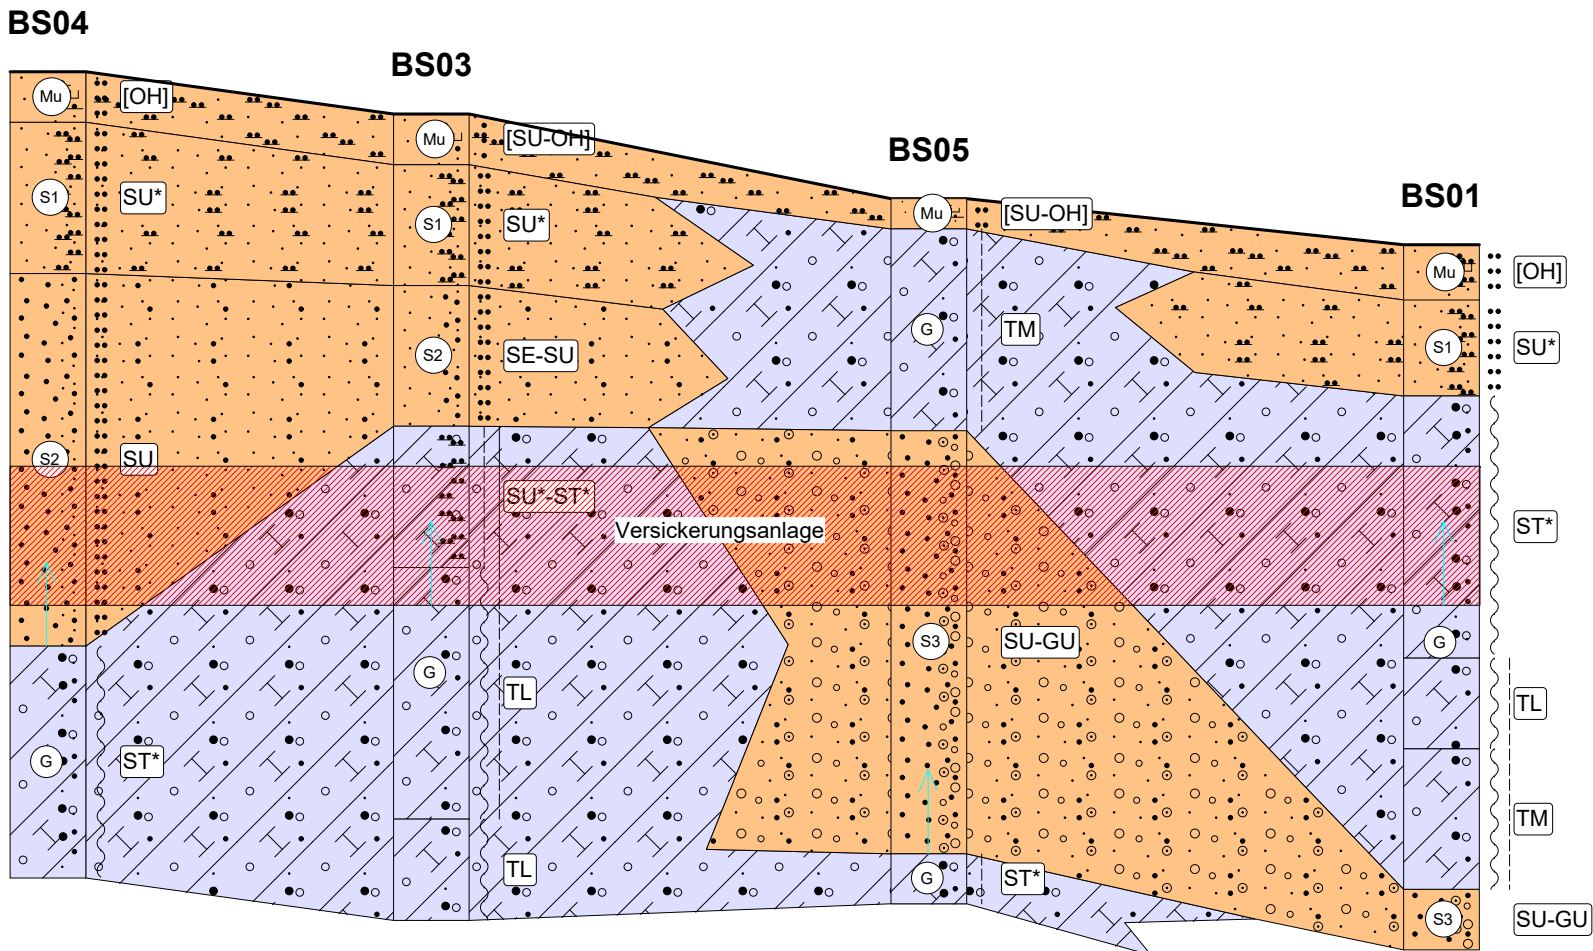 BS04
BS03
BS05
BS01
Mu [OH]
Mu [SU-OH]
Mu [SU-OH]
Mu [OH]
S1 SU*
S1 SU*
G TM
S1 SU*
S2 SE-SU
S2 SU
SU*-ST*
Versickerungsanlage
ST*
G TL
S3 SU-GU
G
TL
G ST*
TM
TL
G ST*
S3 SU-GU